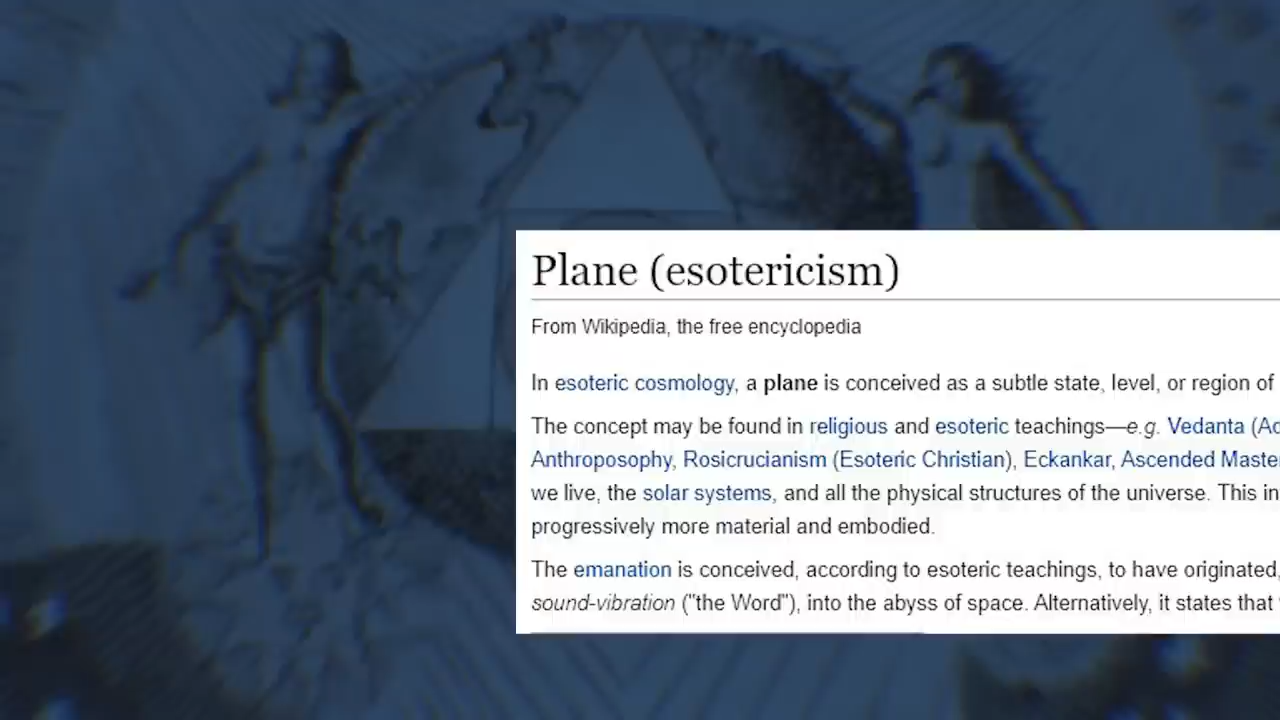 Plane (esotericism)
From Wikipedia, the free encyclopedia
In esoteric cosmology, a plane is conceived as a subtle state, level, or region of
The concept may be found in religious and esoteric teachings—e.g. Vedanta (Ad
Anthroposophy, Rosicrucianism (Esoteric Christian), Eckankar, Ascended Master
we live, the solar systems, and all the physical structures of the universe. This in
progressively more material and embodied.
The emanation is conceived, according to esoteric teachings, to have originated,
sound-vibration ("the Word"), into the abyss of space. Alternatively, it states that